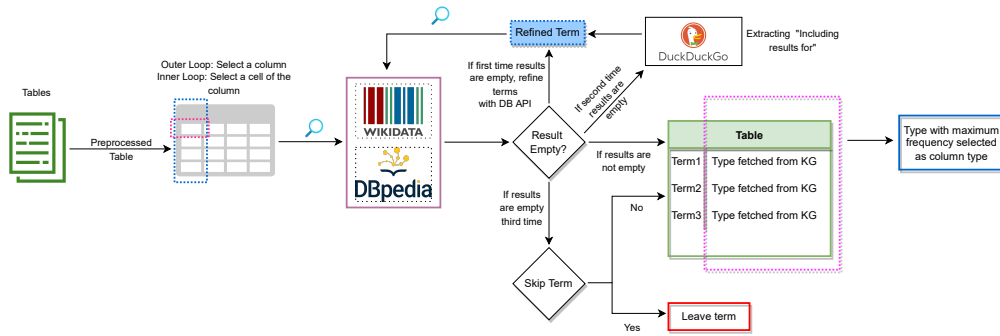 Tables
Preprocessed
Table
Outer Loop: Select a column
Inner Loop: Select a cell of the
column
WIKIDATA
DBpedia
Refined Term
If first time results
are empty, refine
terms
with DB API
If second time
results are
empty
DuckDuckGo
Extracting "Including
results for"
Result
Empty?
If results are
not empty
If results
are empty
third time
Skip Term
No
Yes
Leave term
Table
Term1 Type fetched from KG
Term2 Type fetched from KG
Term3 Type fetched from KG
Type with maximum
frequency selected
as column type